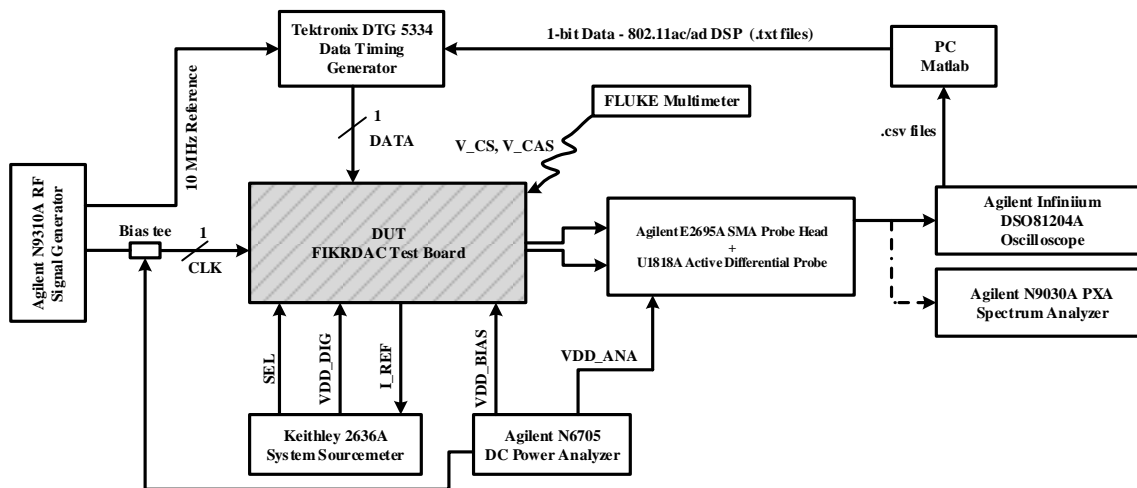 Tektronix DTG 5334
Data Timing
Generator
1-bit Data - 802.11ac/ad DSP (.txt files)
PC
Matlab
FLUKE Multimeter
10 MHz Reference
1
DATA
V_CS, V_CAS
.csv files
Agilent N9310A RF
Signal Generator
Bias tee
1
CLK
DUT
FIKRDAC Test Board
Agilent E2695A SMA Probe Head
+
U1818A Active Differential Probe
Agilent Infiniium
DSO81204A
Oscilloscope
Agilent N9030A PXA
Spectrum Analyzer
SEL
VDD_DIG
I_REF
VDD_BIAS
VDD_ANA
Keithley 2636A
System Sourcemeter
Agilent N6705
DC Power Analyzer